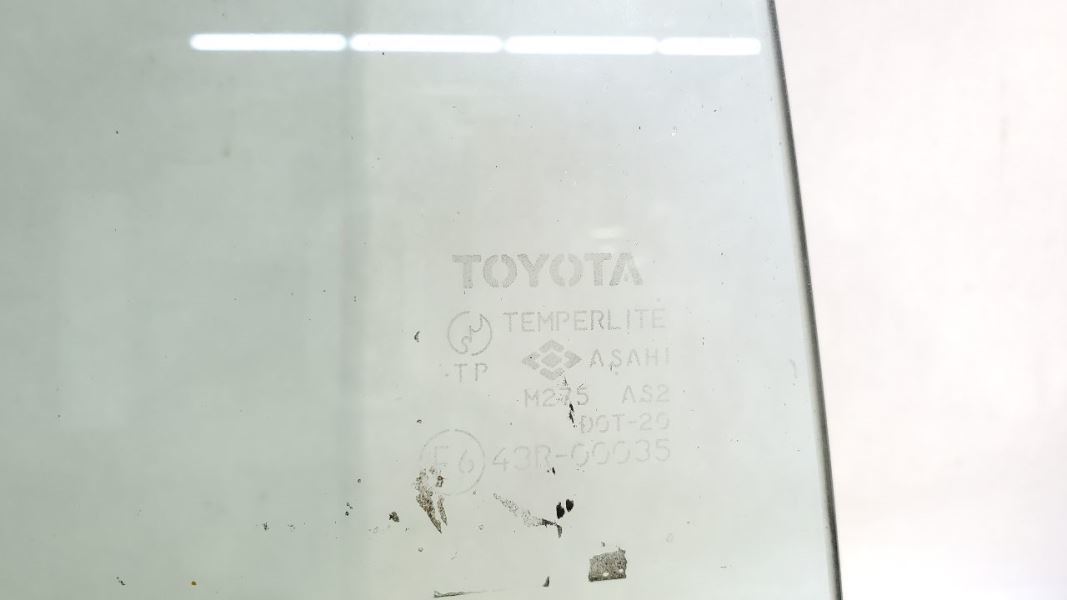 TOYOTA
TEMPERLITE
TP
ASAHI
M275 AS2
DOT-20
E6 43R-00035